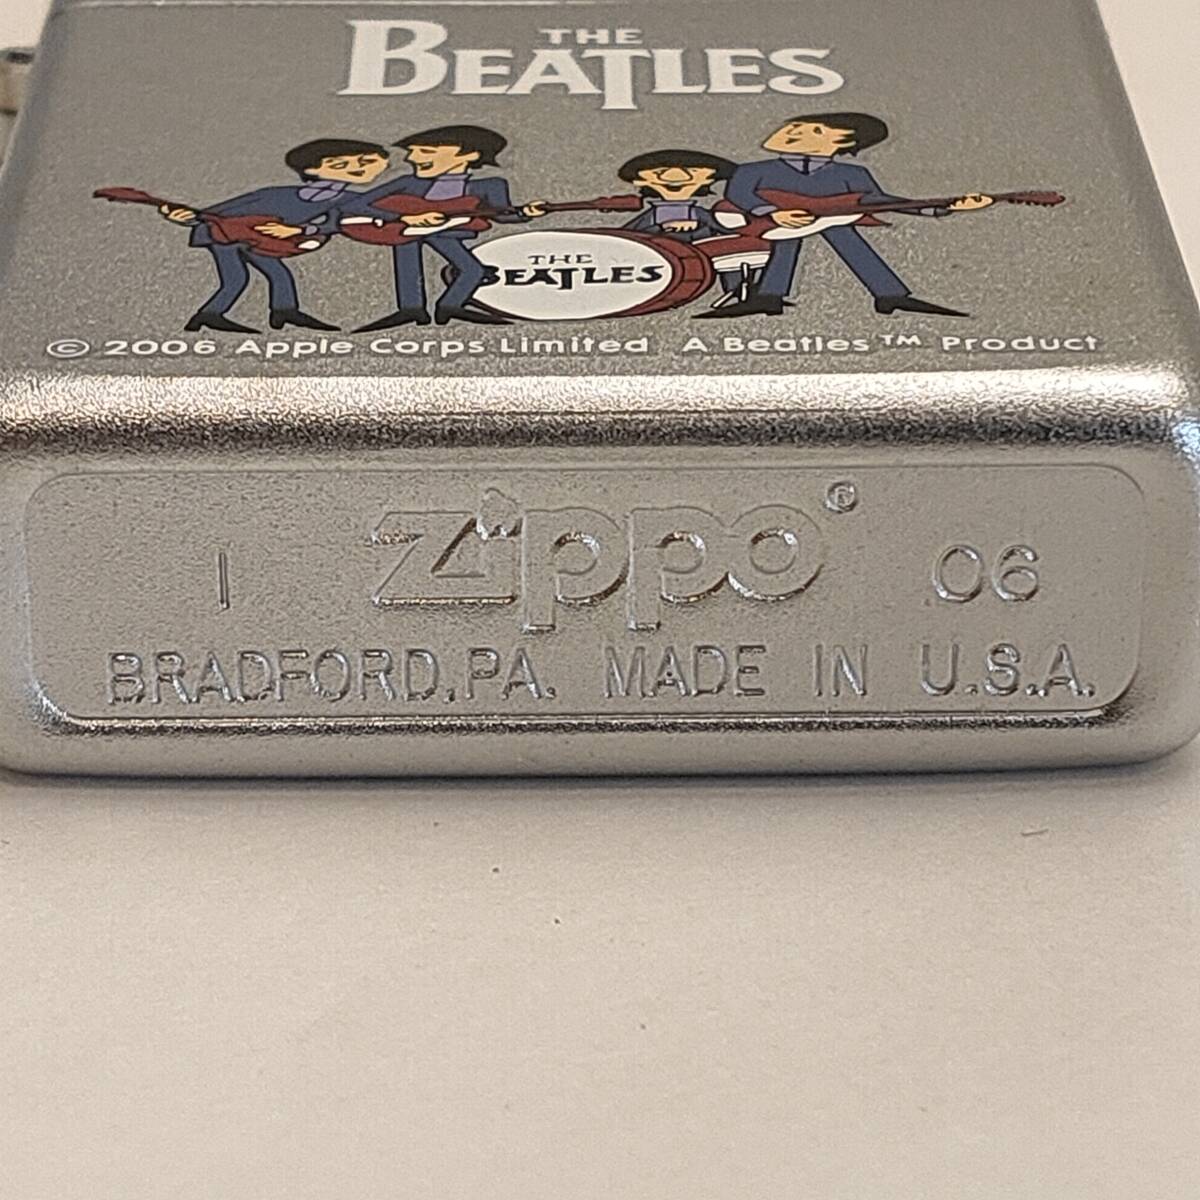 THE
BEATLES
THE
BEATLES
© 2006 Apple Corps Limited A Beatles™ Product
I Zippo® 06
BRADFORD, PA. MADE IN U.S.A.